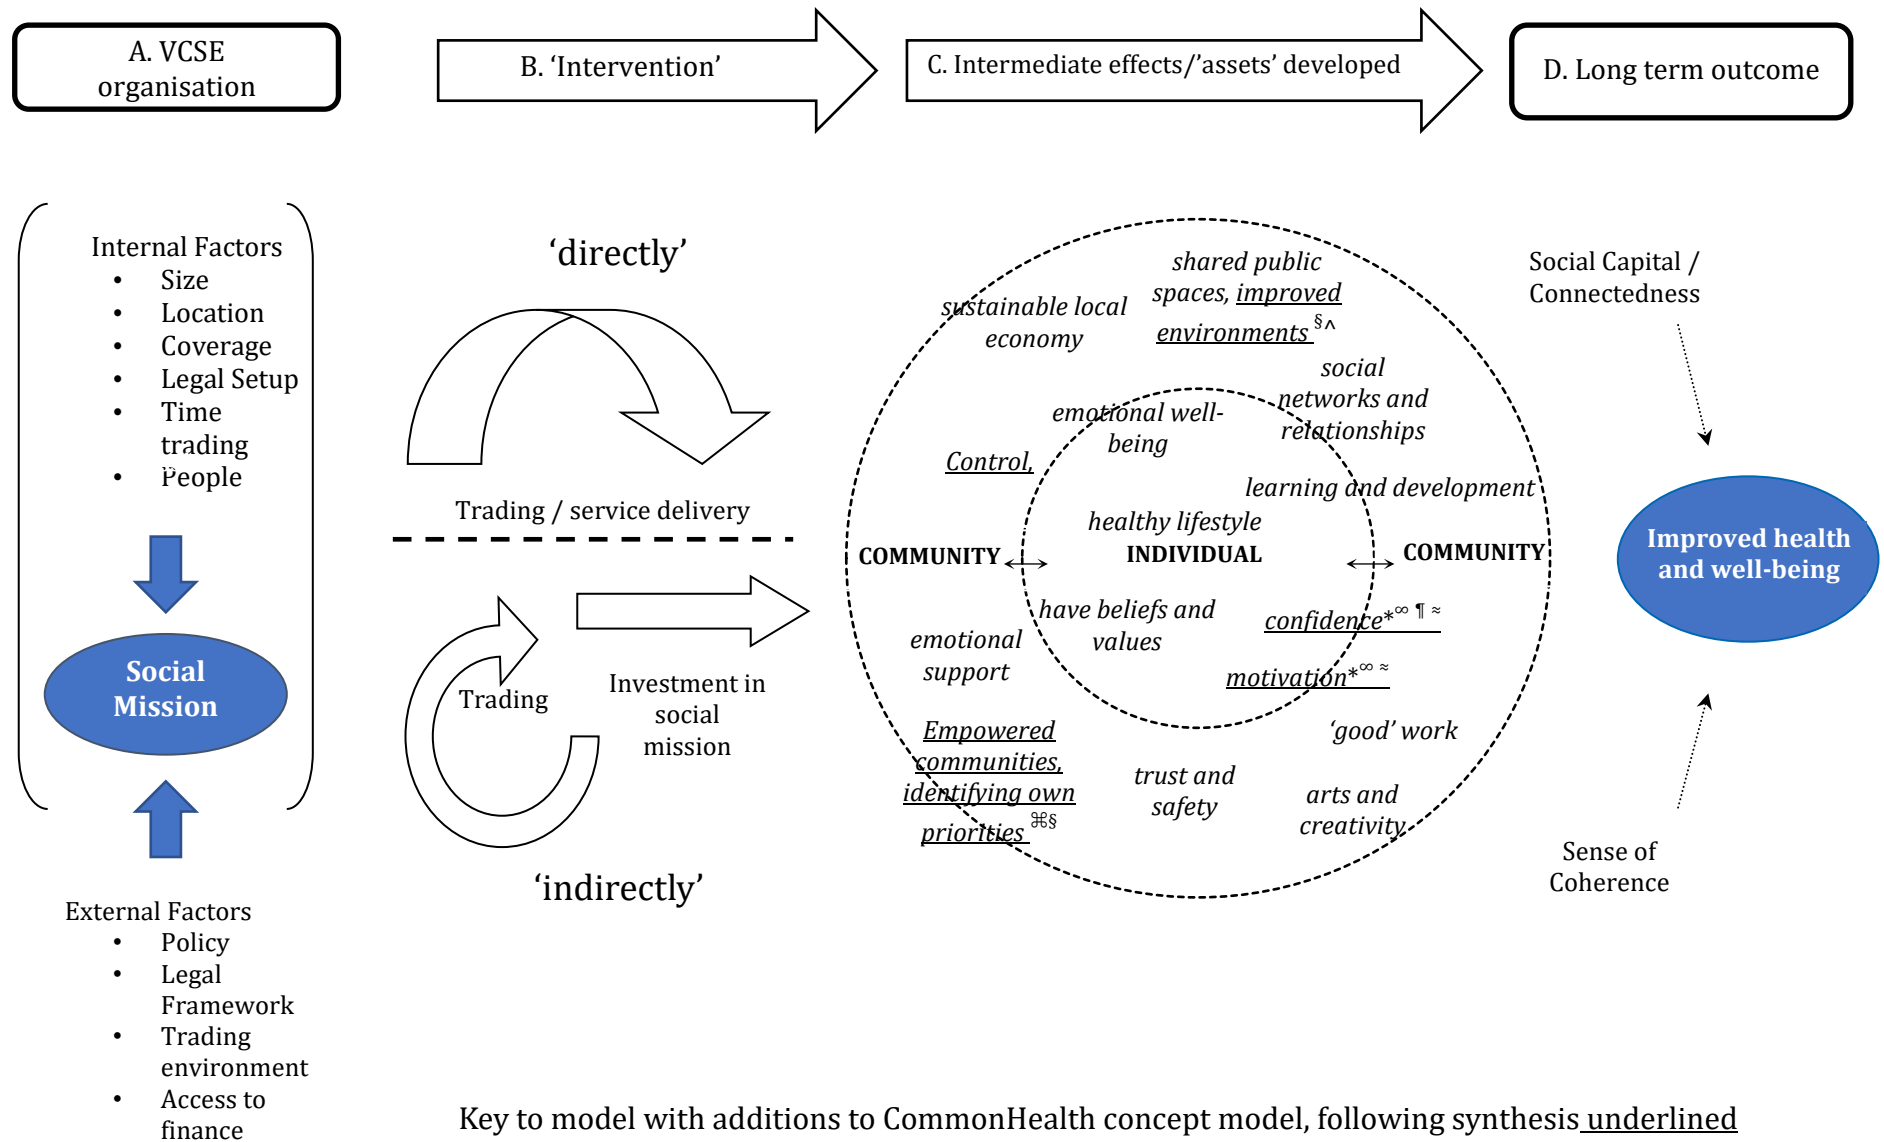 A. VCSE
organisation
B. ‘Intervention’
C. Intermediate effects/’assets’ developed
D. Long term outcome
Internal Factors
• Size
• Location
• Coverage
• Legal Setup
• Time
trading
• People
Social
Mission
External Factors
• Policy
• Legal
Framework
• Trading
environment
• Access to
finance
‘directly’
Trading / service delivery
Trading
Investment in
social
mission
‘indirectly’
shared public
spaces, improved
environments §^
sustainable local
economy
social
networks and
relationships
emotional well-
being
Control,
learning and development
healthy lifestyle
COMMUNITY
INDIVIDUAL
COMMUNITY
have beliefs and
values
confidence*∞ ¶ ≈
emotional
support
motivation*∞ ≈
Empowered
communities,
identifying own
priorities ⌘§
‘good’ work
trust and
safety
arts and
creativity
Social Capital /
Connectedness
Improved health
and well-being
Sense of
Coherence
Key to model with additions to CommonHealth concept model, following synthesis underlined